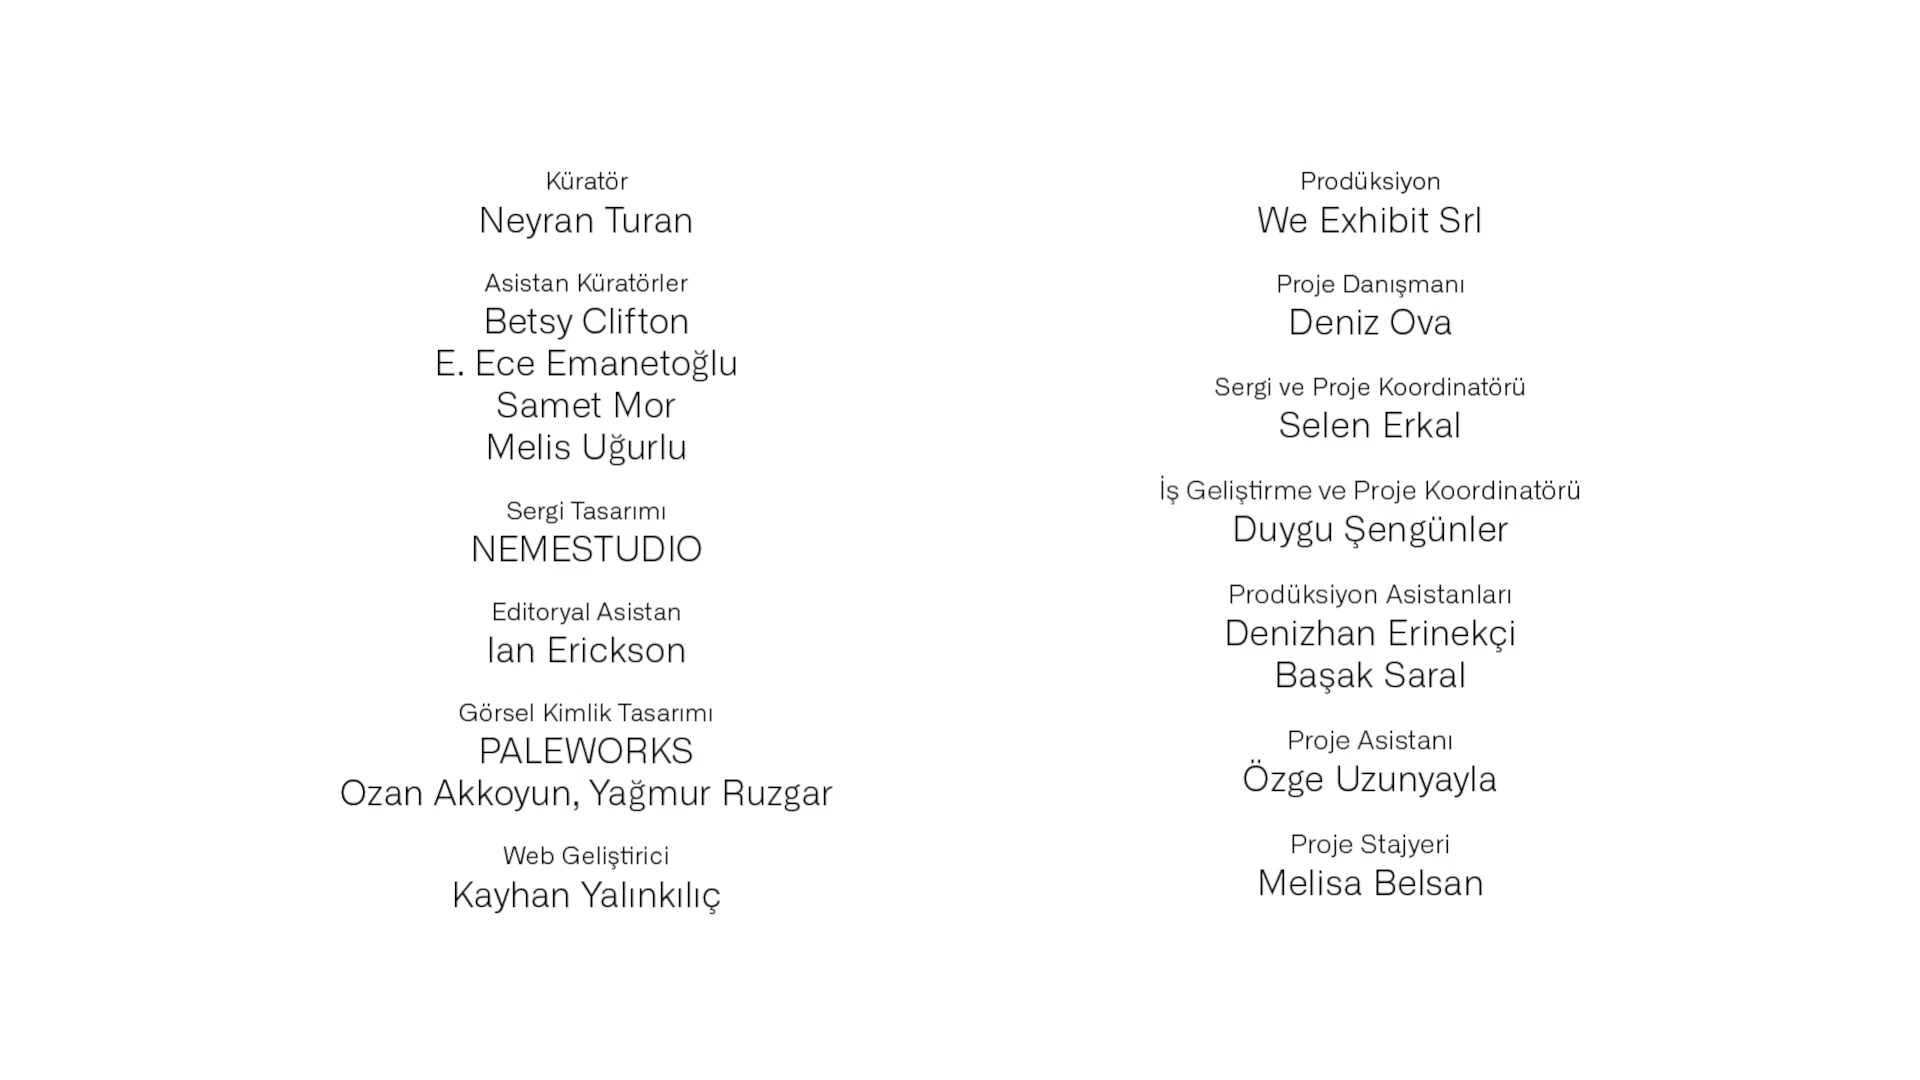 Küratör
Neyran Turan
Asistan Küratörler
Betsy Clifton
E. Ece Emanetoğlu
Samet Mor
Melis Uğurlu
Sergi Tasarımı
NEMESTUDIO
Editoryal Asistan
Ian Erickson
Görsel Kimlik Tasarımı
PALEWORKS
Ozan Akkoyun, Yağmur Ruzgar
Web Geliştirici
Kayhan Yalınkılıç
Prodüksiyon
We Exhibit Srl
Proje Danışmanı
Deniz Ova
Sergi ve Proje Koordinatörü
Selen Erkal
İş Geliştirme ve Proje Koordinatörü
Duygu Şengünler
Prodüksiyon Asistanları
Denizhan Erinekçi
Başak Saral
Proje Asistanı
Özge Uzunyayla
Proje Stajyeri
Melisa Belsan